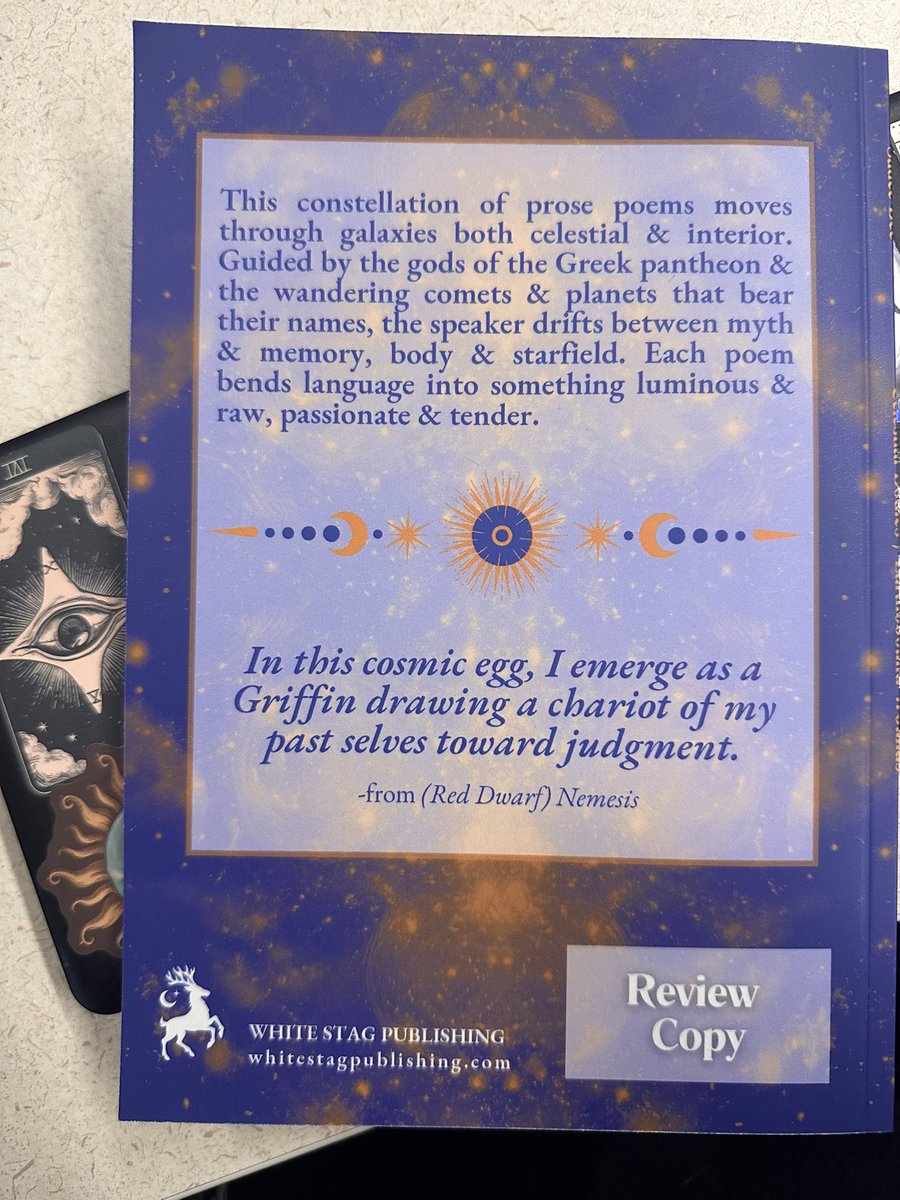 This constellation of prose poems moves
through galaxies both celestial & interior.
Guided by the gods of the Greek pantheon &
the wandering comets & planets that bear
their names, the speaker drifts between myth
& memory, body & starfield. Each poem
bends language into something luminous &
raw, passionate & tender.
In this cosmic egg, I emerge as a
Griffin drawing a chariot of my
past selves toward judgment.
-from (Red Dwarf) Nemesis
WHITE STAG PUBLISHING
whitestagpublishing.com
Review
Copy